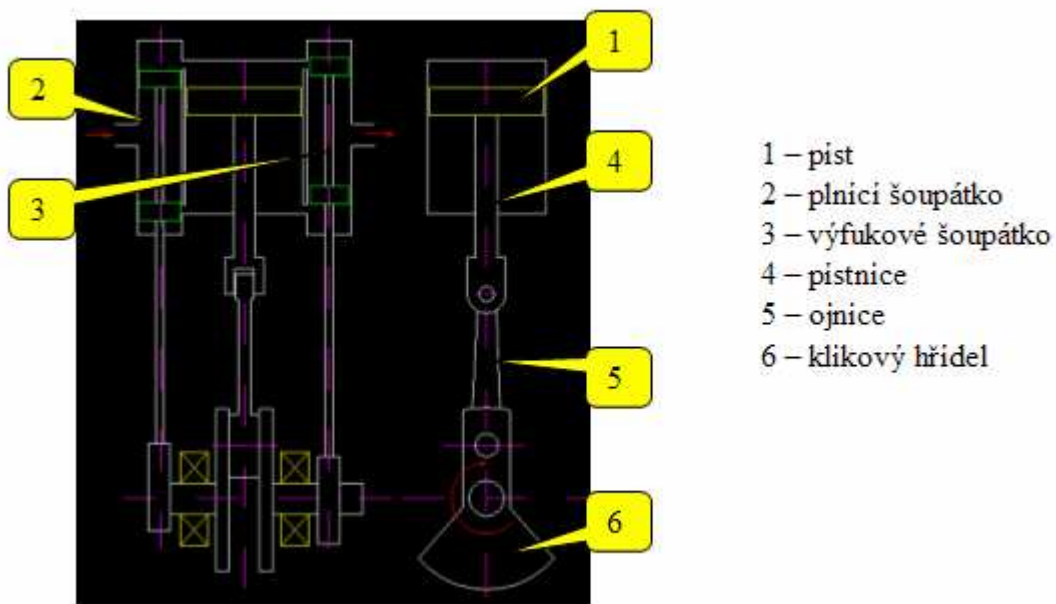 1
2
3
4
5
6
1 – píst
2 – plnicí šoupátko
3 – výfukové šoupátko
4 – pístnice
5 – ojnice
6 – klikový hřídel